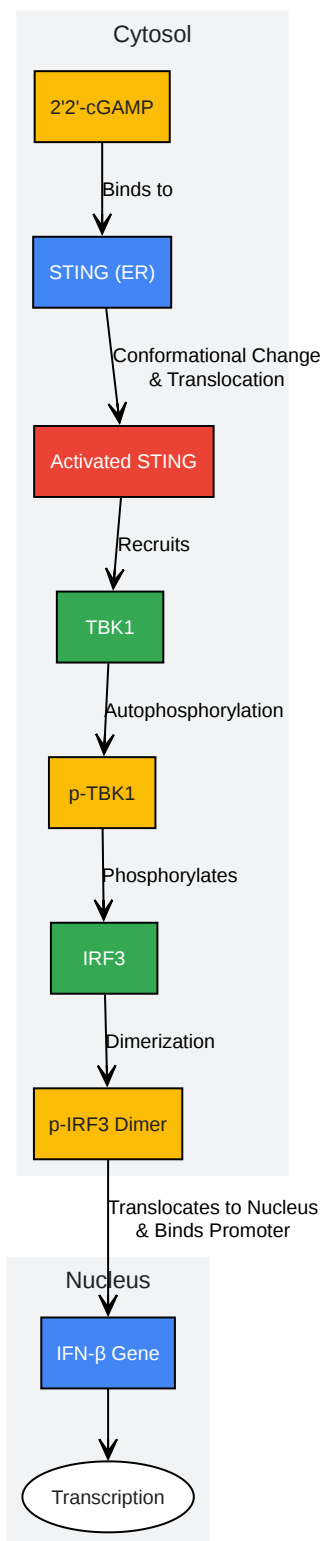 Cytosol
2'2'-cGAMP
Binds to
STING (ER)
Conformational Change
& Translocation
Activated STING
Recruits
TBK1
Autophosphorylation
p-TBK1
Phosphorylates
IRF3
Dimerization
p-IRF3 Dimer
Translocates to Nucleus
& Binds Promoter
Nucleus
IFN-β Gene
Transcription